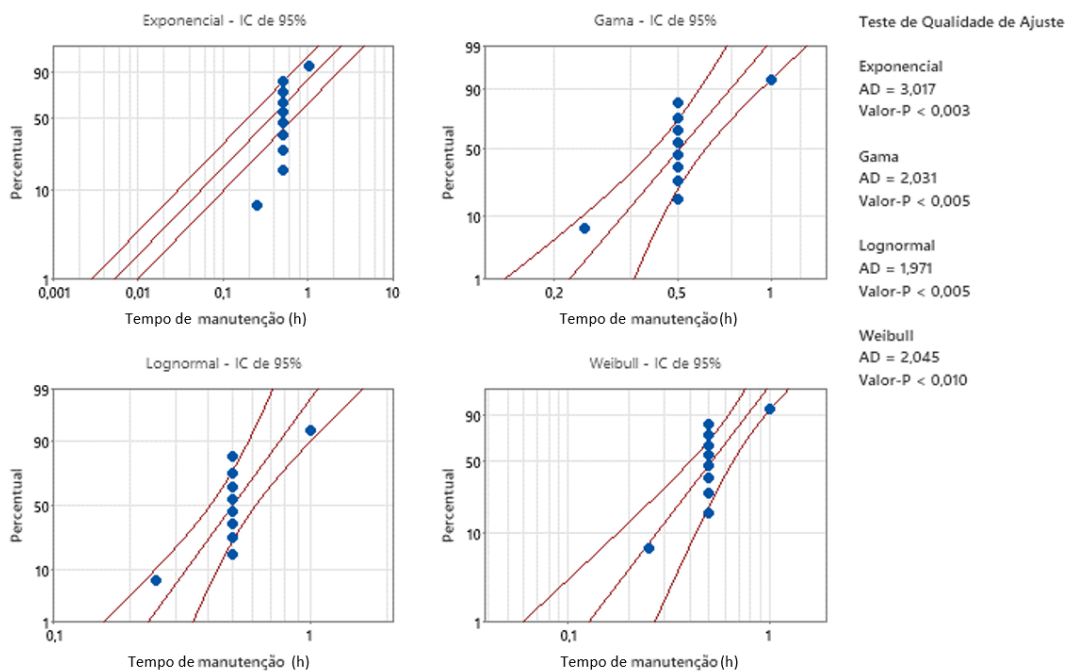 Exponencial - IC de 95%
90
50
10
1
0,001
0,01
0,1
1
10
Percentual
Tempo de manutenção (h)
Gama - IC de 95%
99
90
50
10
1
0,2
0,5
1
Percentual
Tempo de manutenção (h)
Lognormal - IC de 95%
99
90
50
10
1
0,1
1
Percentual
Tempo de manutenção (h)
Weibull - IC de 95%
90
50
10
1
0,1
1
Percentual
Tempo de manutenção (h)
Teste de Qualidade de Ajuste
Exponencial
AD = 3,017
Valor-P < 0,003
Gama
AD = 2,031
Valor-P < 0,005
Lognormal
AD = 1,971
Valor-P < 0,005
Weibull
AD = 2,045
Valor-P < 0,010